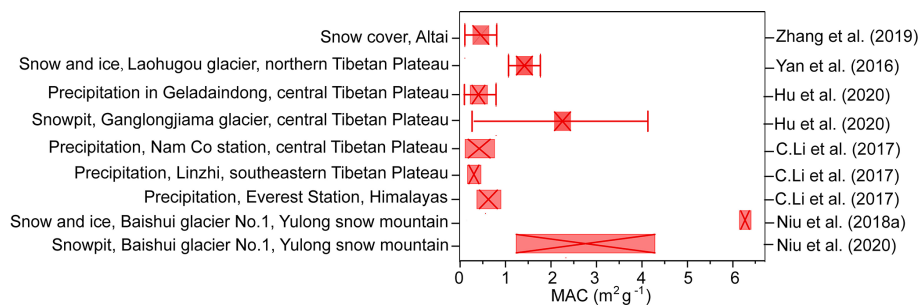 Snow cover, Altai Zhang et al. (2019)
Snow and ice, Laohugou glacier, northern Tibetan Plateau Yan et al. (2016)
Precipitation in Geladaindong, central Tibetan Plateau Hu et al. (2020)
Snowpit, Ganglongjiama glacier, central Tibetan Plateau Hu et al. (2020)
Precipitation, Nam Co station, central Tibetan Plateau C.Li et al. (2017)
Precipitation, Linzhi, southeastern Tibetan Plateau C.Li et al. (2017)
Precipitation, Everest Station, Himalayas C.Li et al. (2017)
Snow and ice, Baishui glacier No.1, Yulong snow mountain Niu et al. (2018a)
Snowpit, Baishui glacier No.1, Yulong snow mountain Niu et al. (2020)
0 1 2 3 4 5 6
MAC (m² g⁻¹)